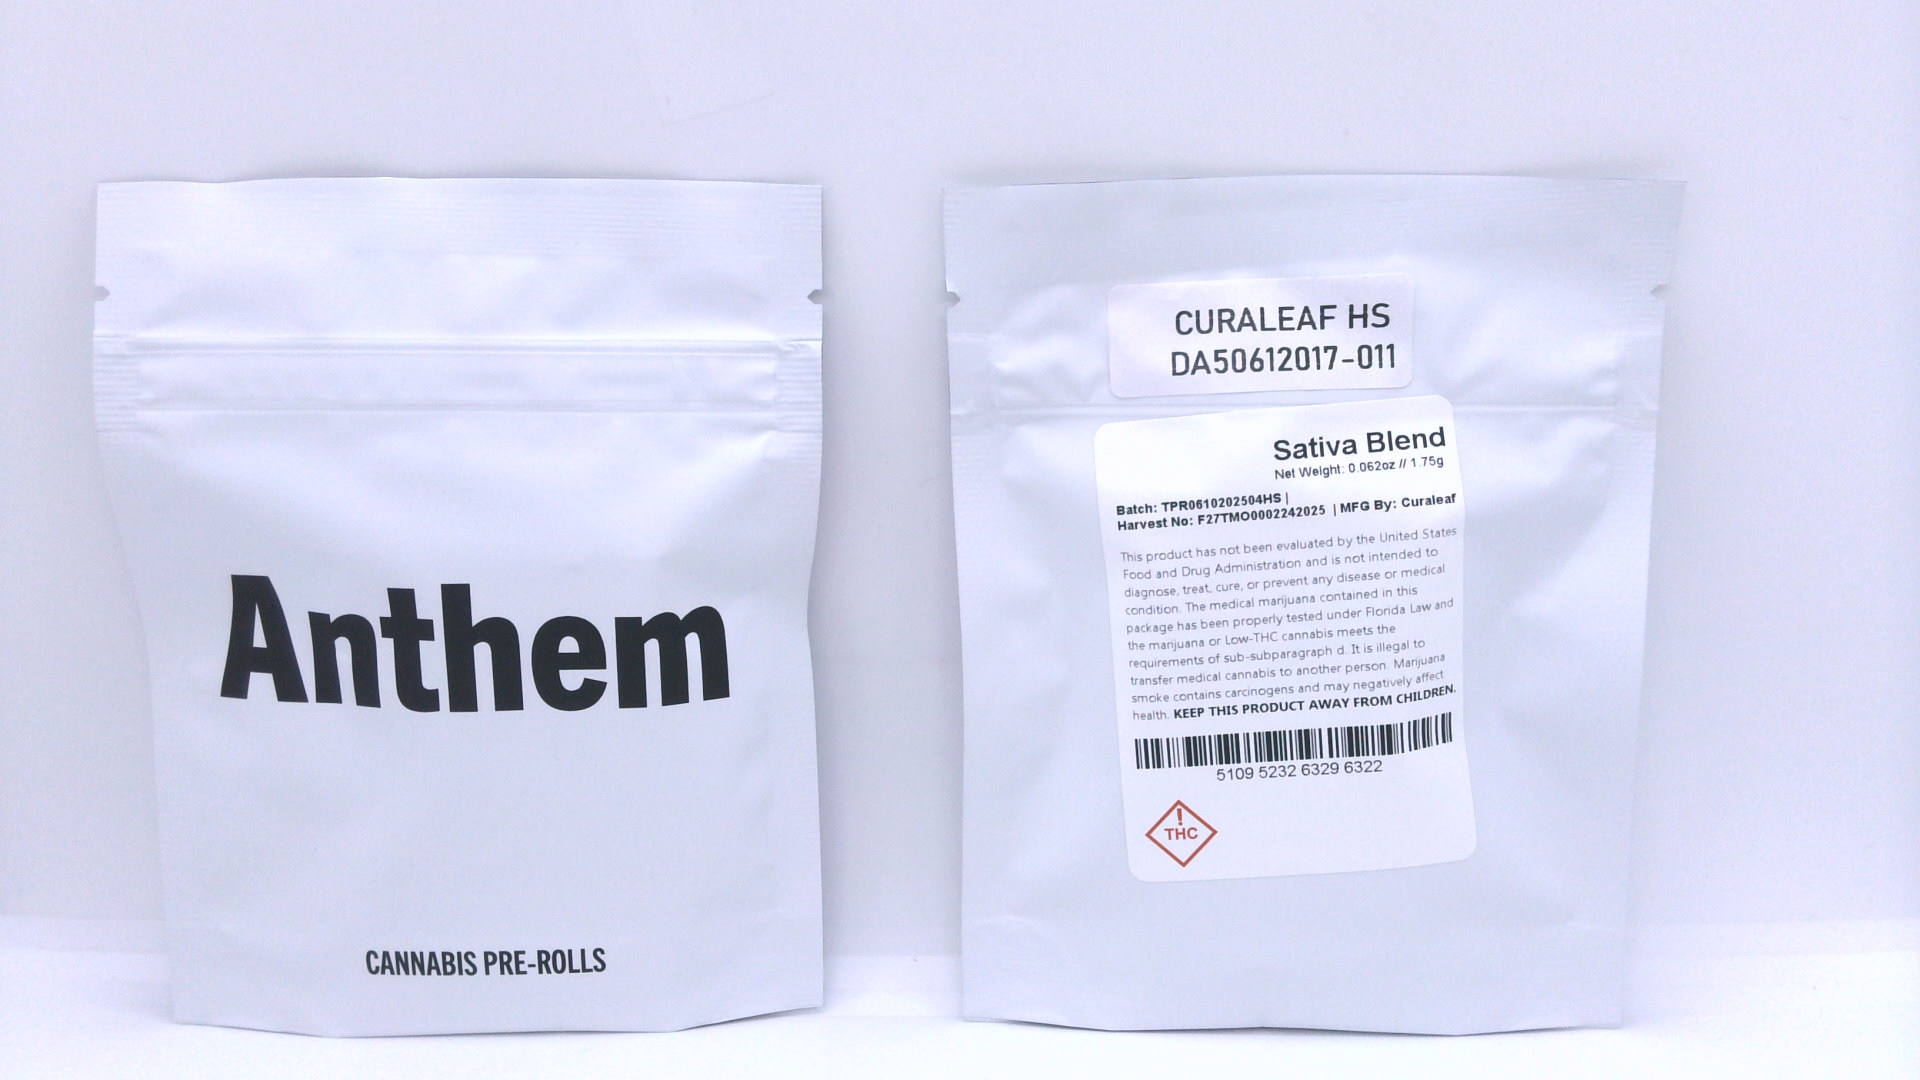 Anthem
CANNABIS PRE-ROLLS
CURALEAF HS
DA50612017-011
Sativa Blend
Net Weight: 0.062oz // 1.75g
Batch: TPR0610202504HS |
Harvest No: F27TMO0002242025 | MFG By: Curaleaf
This product has not been evaluated by the United States
Food and Drug Administration and is not intended to
diagnose, treat, cure, or prevent any disease or medical
condition. The medical marijuana contained in this
package has been properly tested under Florida Law and
the marijuana or Low-THC cannabis meets the
requirements of sub-subparagraph d. It is illegal to
transfer medical cannabis to another person. Marijuana
smoke contains carcinogens and may negatively affect
health. KEEP THIS PRODUCT AWAY FROM CHILDREN.
5109 5232 6329 6322
!
THC